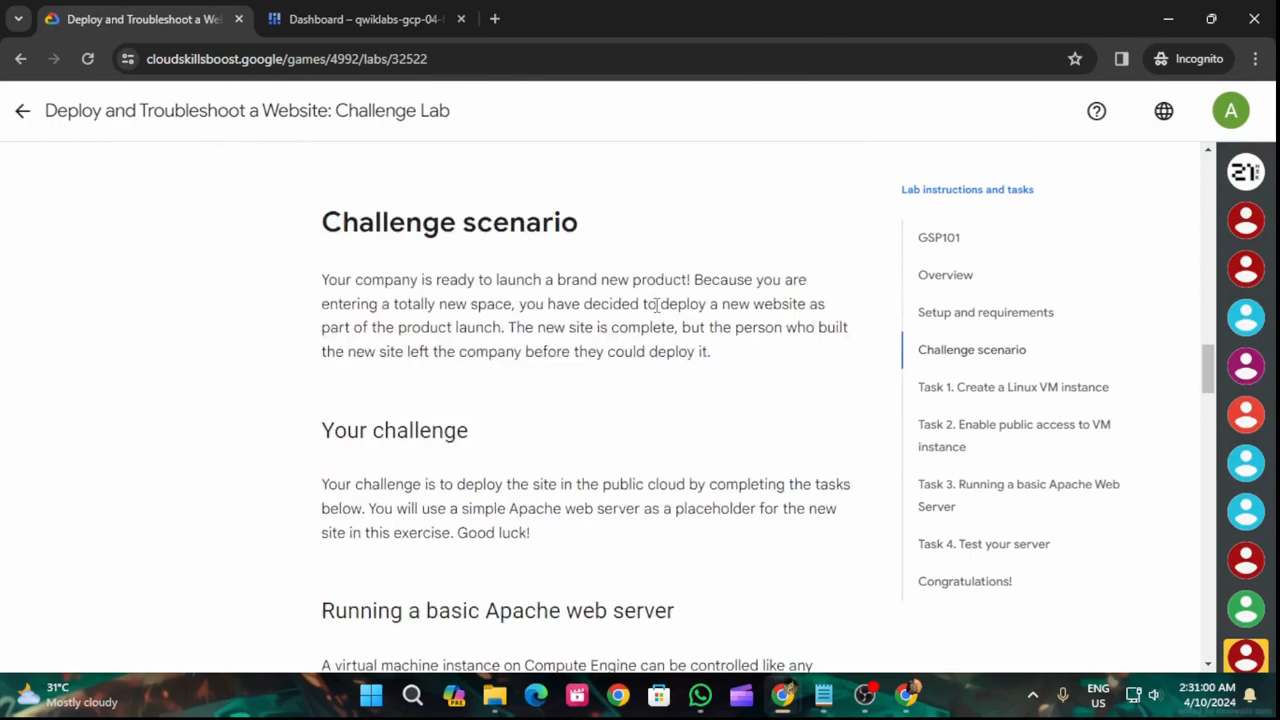 Deploy and Troubleshoot a We
Dashboard – qwiklabs-gcp-04-
cloudskillsboost.google/games/4992/labs/32522
Incognito
Deploy and Troubleshoot a Website: Challenge Lab
A
Challenge scenario
Your company is ready to launch a brand new product! Because you are
entering a totally new space, you have decided to deploy a new website as
part of the product launch. The new site is complete, but the person who built
the new site left the company before they could deploy it.
Your challenge
Your challenge is to deploy the site in the public cloud by completing the tasks
below. You will use a simple Apache web server as a placeholder for the new
site in this exercise. Good luck!
Running a basic Apache web server
A virtual machine instance on Compute Engine can be controlled like any
Lab instructions and tasks
GSP101
Overview
Setup and requirements
Challenge scenario
Task 1. Create a Linux VM instance
Task 2. Enable public access to VM
instance
Task 3. Running a basic Apache Web
Server
Task 4. Test your server
Congratulations!
21
31°C
Mostly cloudy
PRE
ENG
US
2:31:00 AM
4/10/2024